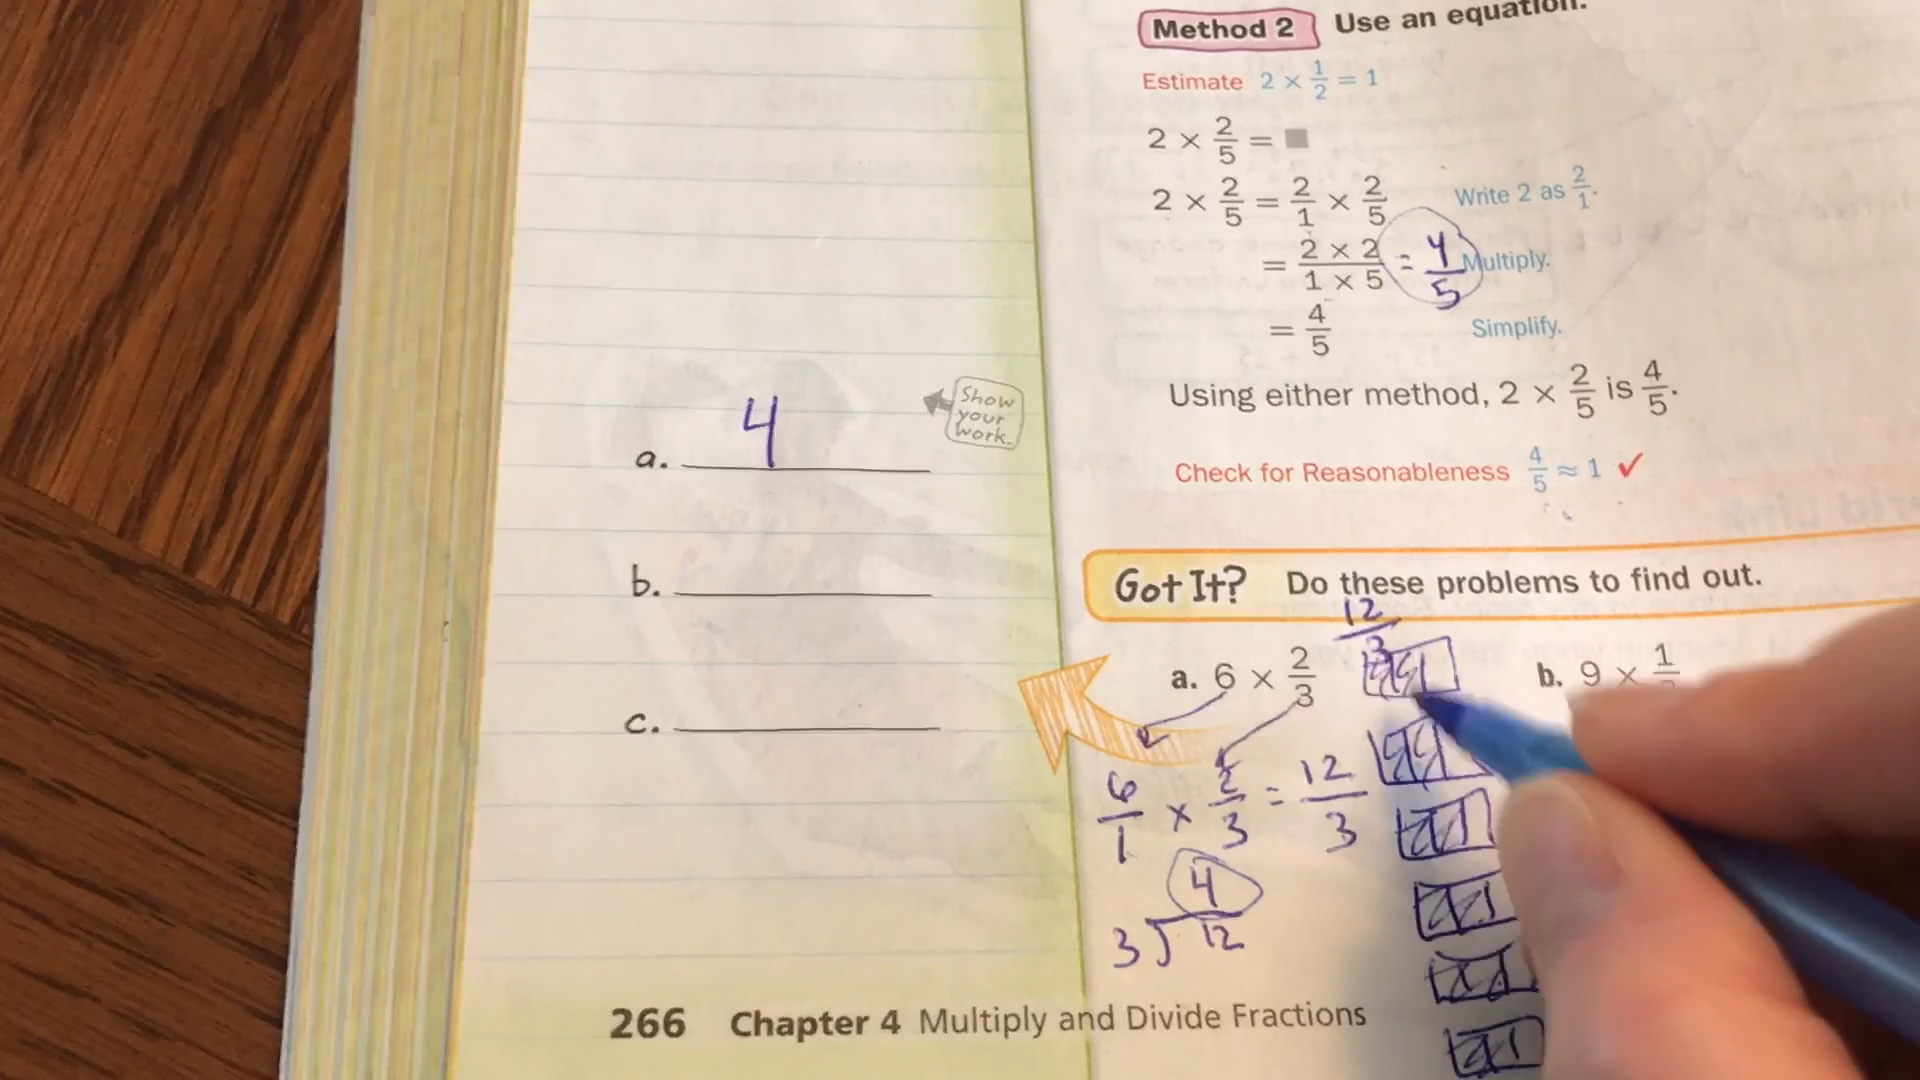 Method 2 Use an equation.
Estimate 2 × 1/2 = 1
2 × 2/5 = ■
2 × 2/5 = 2/1 × 2/5 Write 2 as 2/1.
= 2 × 2 / 1 × 5 = 4/5 Multiply.
= 4/5 Simplify.
Using either method, 2 × 2/5 is 4/5.
Check for Reasonableness 4/5 ≈ 1 ✓
Show
your
work.
a. 4
b.
c.
Got It? Do these problems to find out.
12/3
a. 6 × 2/3 b. 9 × 1/
6/1 × 2/3 = 12/3
4
3 12
266 Chapter 4 Multiply and Divide Fractions